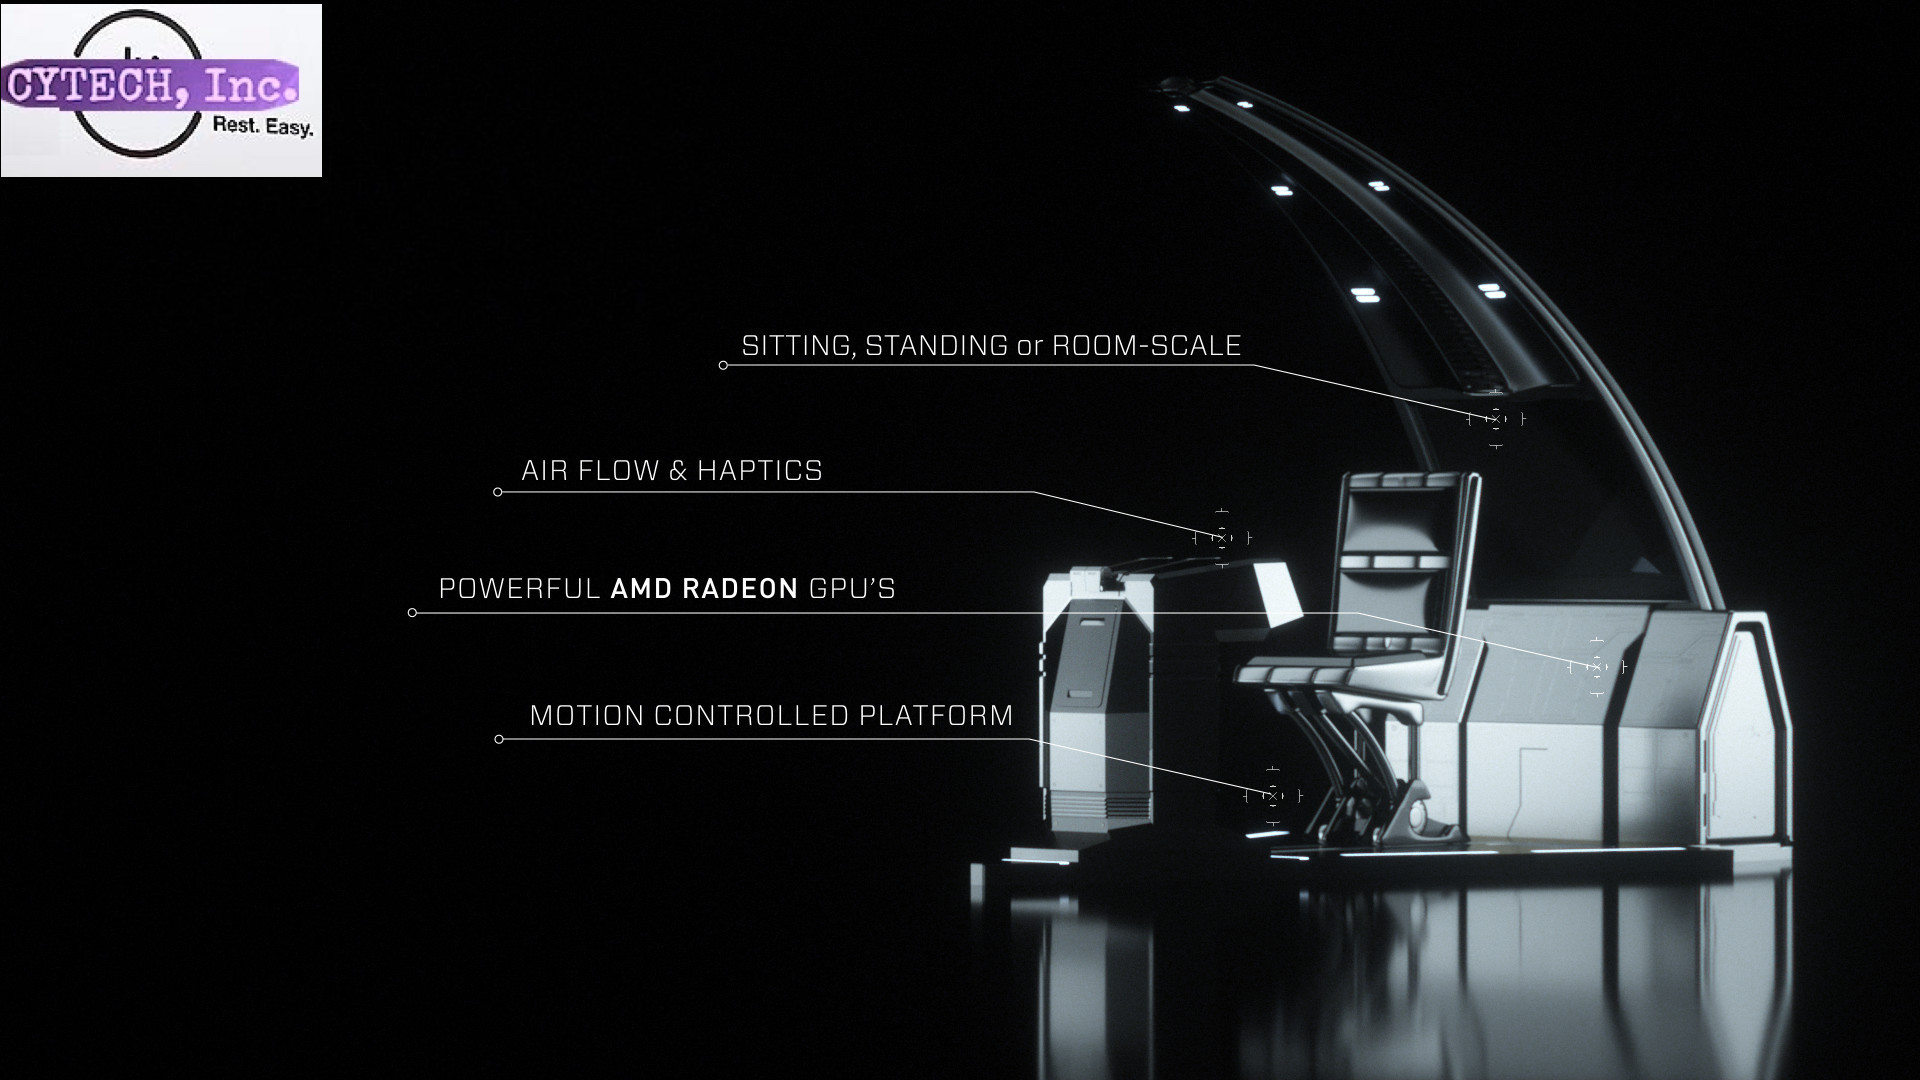 CYTECH, Inc.
Rest. Easy.
SITTING, STANDING or ROOM-SCALE
AIR FLOW & HAPTICS
POWERFUL AMD RADEON GPU'S
MOTION CONTROLLED PLATFORM